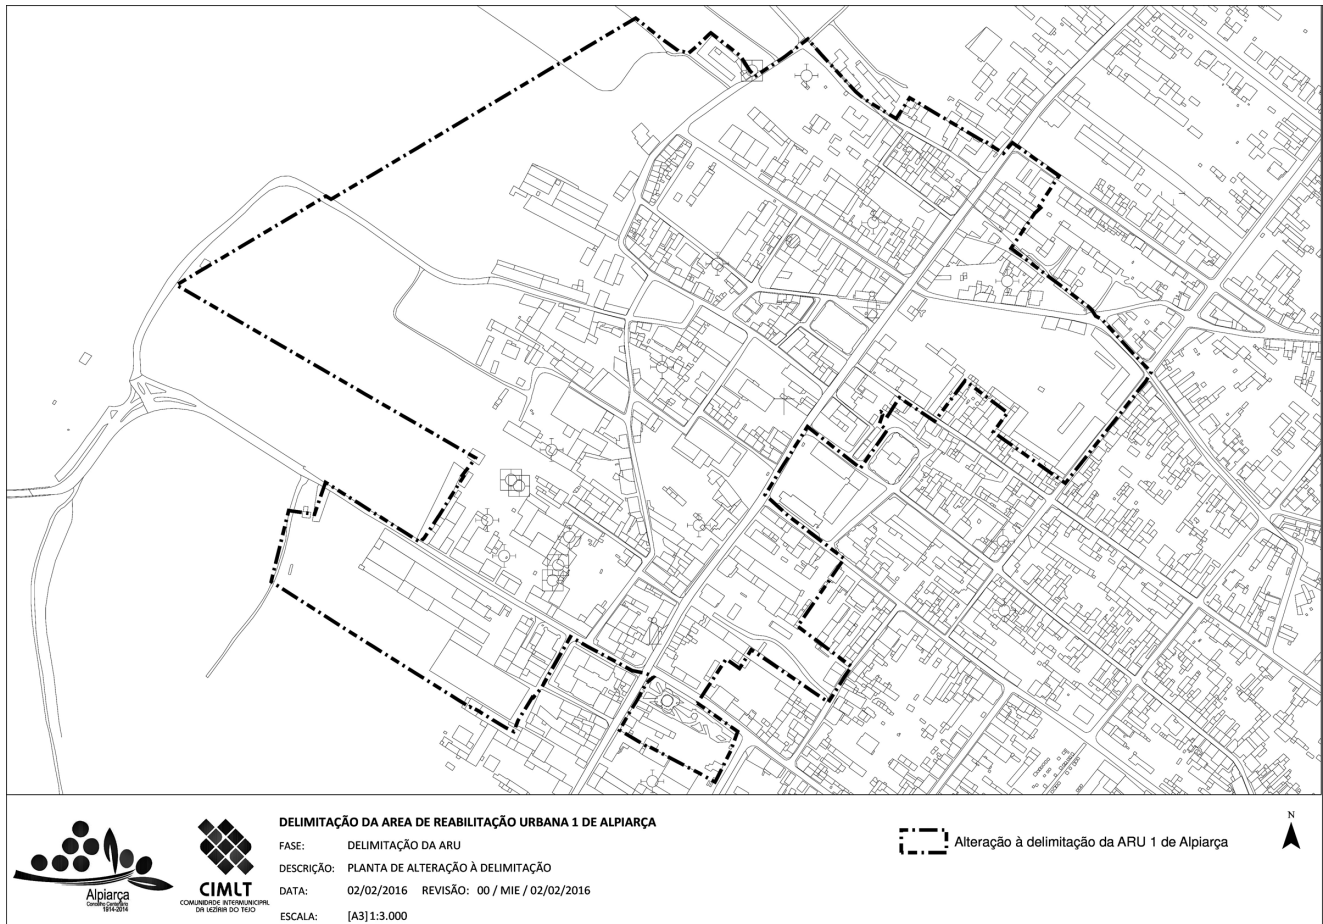 DELIMITAÇÃO DA AREA DE REABILITAÇÃO URBANA 1 DE ALPIARÇA
FASE: DELIMITAÇÃO DA ARU
DESCRIÇÃO: PLANTA DE ALTERAÇÃO À DELIMITAÇÃO
DATA: 02/02/2016 REVISÃO: 00 / MIE / 02/02/2016
ESCALA: [A3]1:3.000
Alpiarça
Concelho Centenário
1914-2014
CIMLT
COMUNIDADE INTERMUNICIPAL
DA LEZÍRIA DO TEJO
Alteração à delimitação da ARU 1 de Alpiarça
N